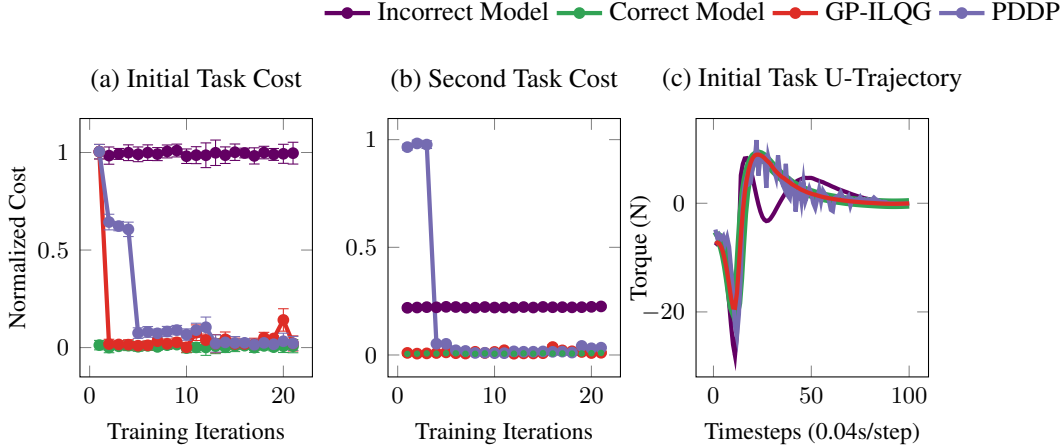 Incorrect Model Correct Model GP-ILQG PDDP
(a) Initial Task Cost
(b) Second Task Cost
(c) Initial Task U-Trajectory
Normalized Cost
1
0.5
0
0 10 20
Training Iterations
1
0.5
0
0 10 20
Training Iterations
Torque (N)
0
−20
0 50 100
Timesteps (0.04s/step)